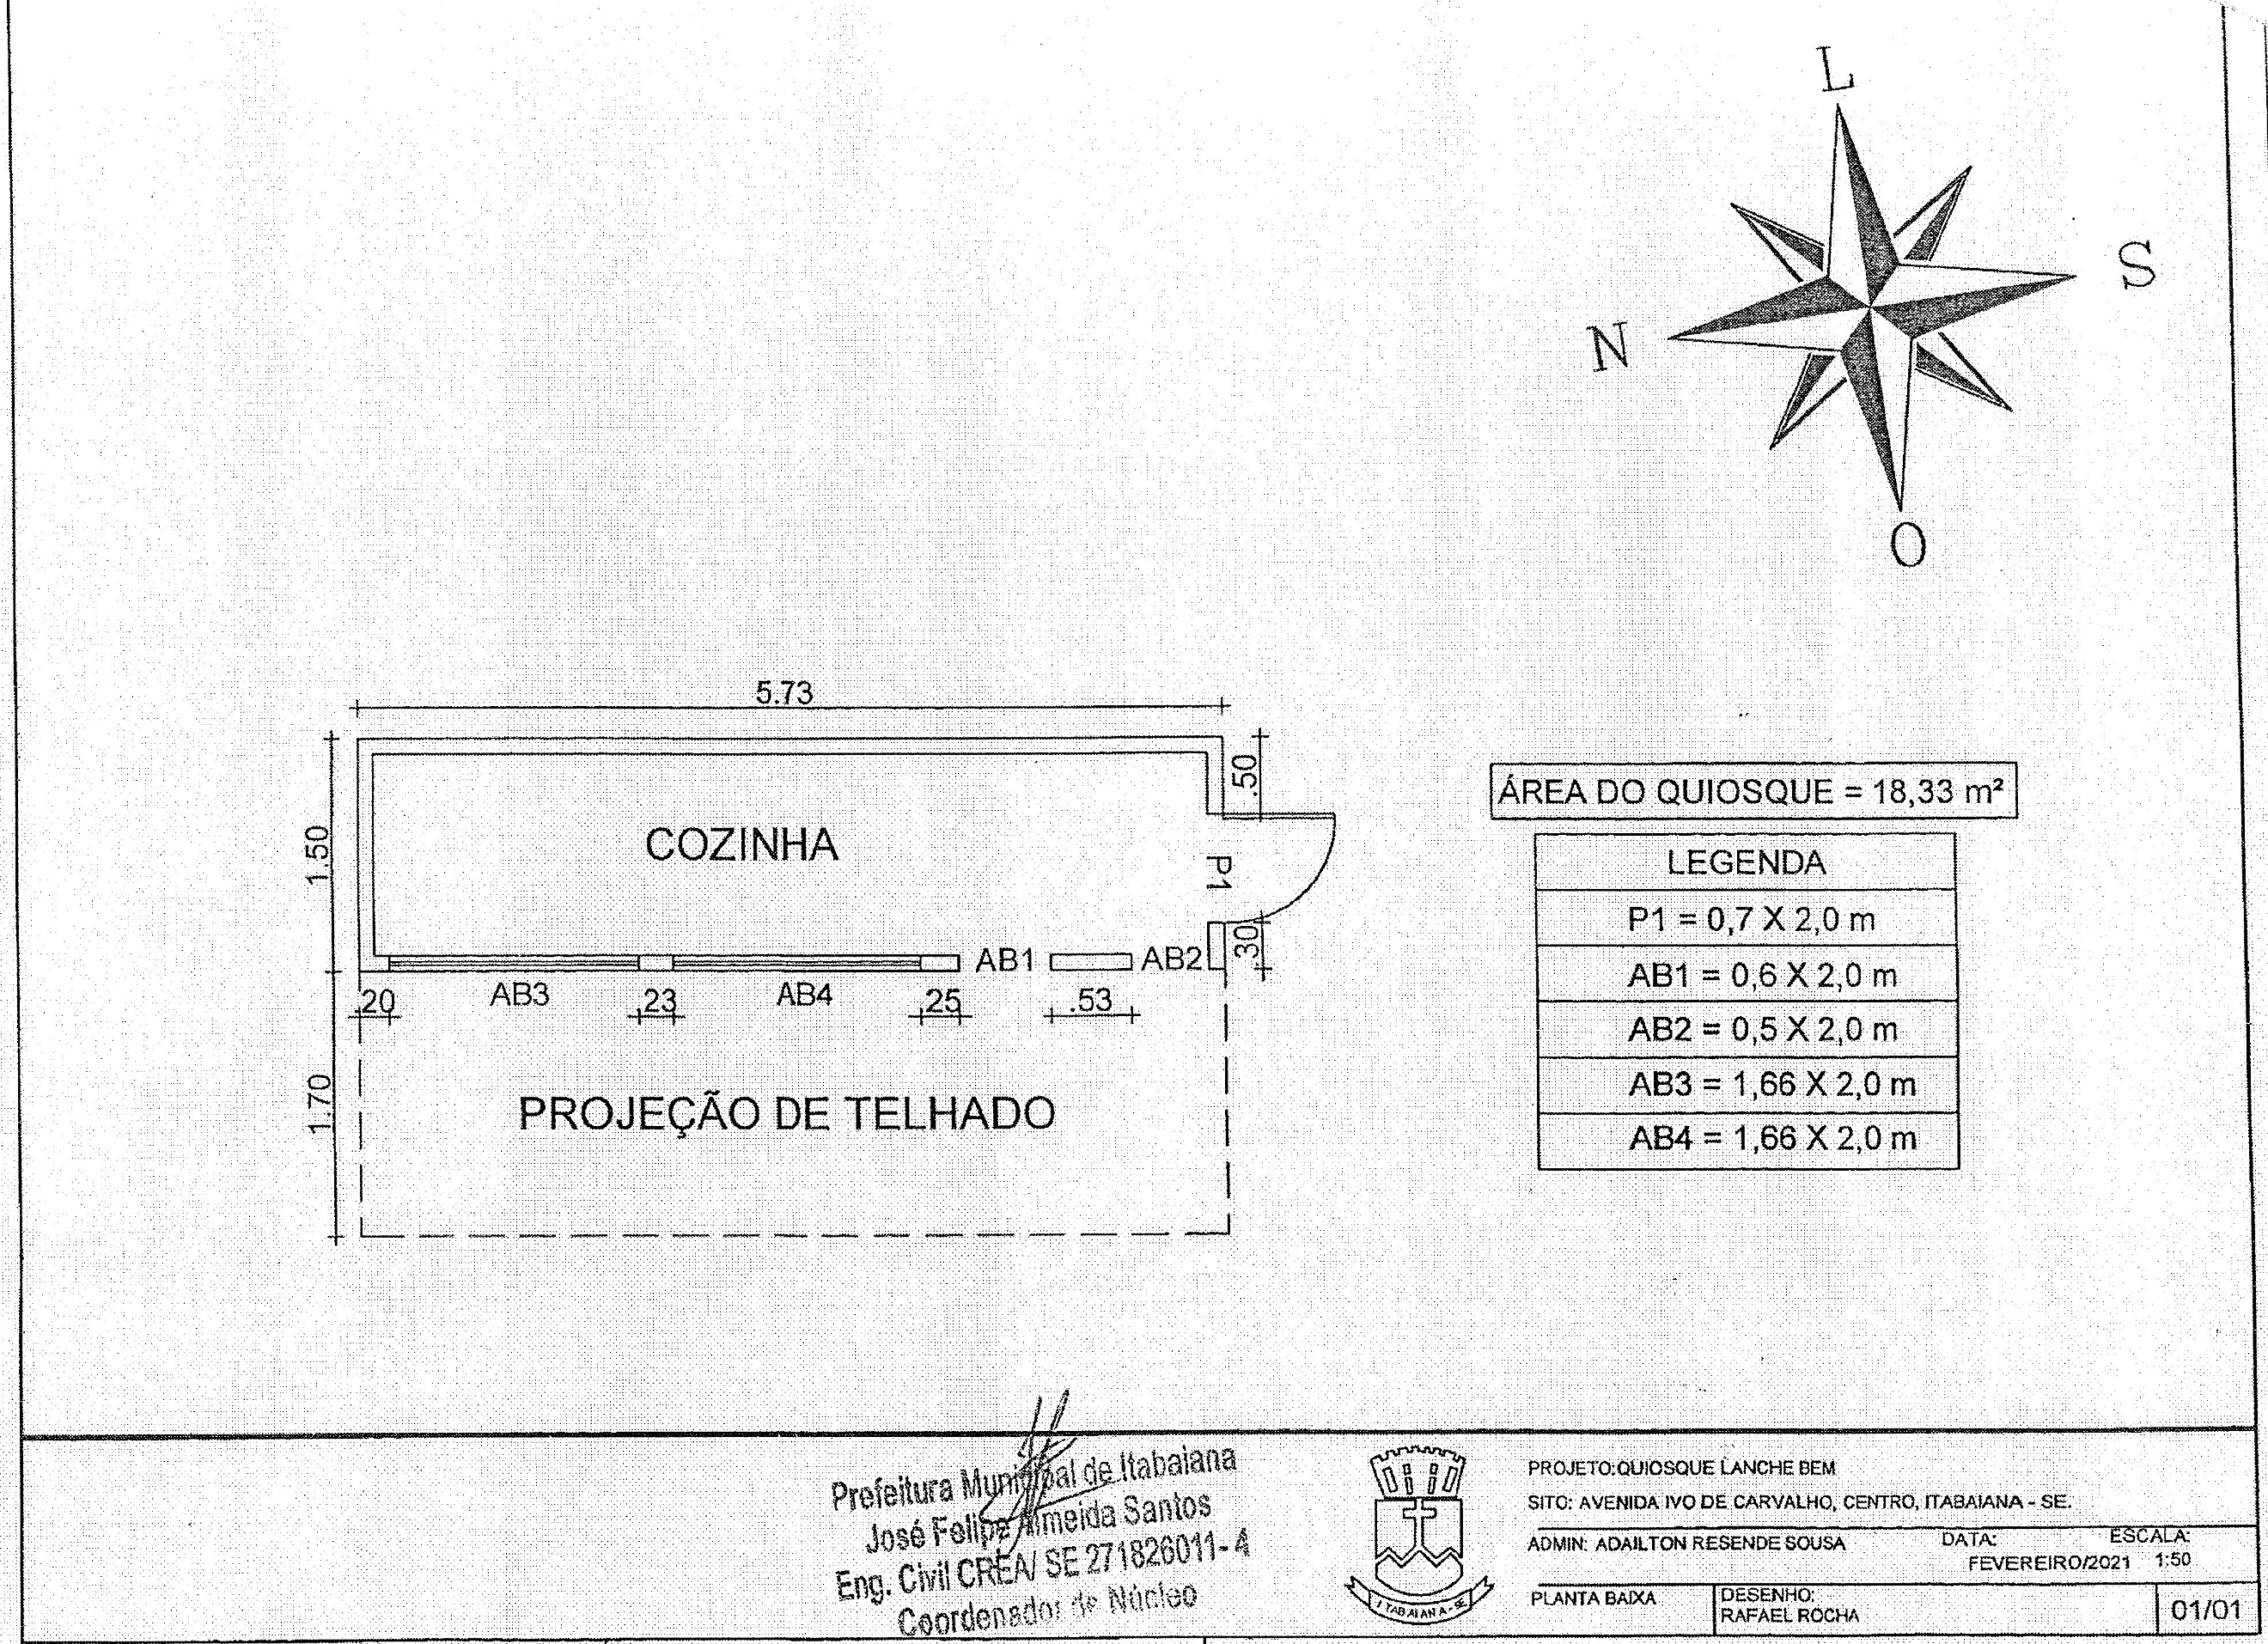 L
S
N
O
5.73
.50
1.50
COZINHA
P1
AB1
AB2
.30
AB3
AB4
.20
.23
.25
.53
1.70
PROJEÇÃO DE TELHADO
ÁREA DO QUIOSQUE = 18,33 m²
LEGENDA
P1 = 0,7 X 2,0 m
AB1 = 0,6 X 2,0 m
AB2 = 0,5 X 2,0 m
AB3 = 1,66 X 2,0 m
AB4 = 1,66 X 2,0 m
Prefeitura Municipal de Itabaiana
José Felipe Almeida Santos
Eng. Civil CREA/ SE 271826011-4
Coordenador de Núcleo
ITABAIANA-SE
PROJETO:QUIOSQUE LANCHE BEM
SITO: AVENIDA IVO DE CARVALHO, CENTRO, ITABAIANA - SE.
ADMIN: ADAILTON RESENDE SOUSA
DATA:
FEVEREIRO/2021
ESCALA:
1:50
PLANTA BAIXA
DESENHO:
RAFAEL ROCHA
01/01